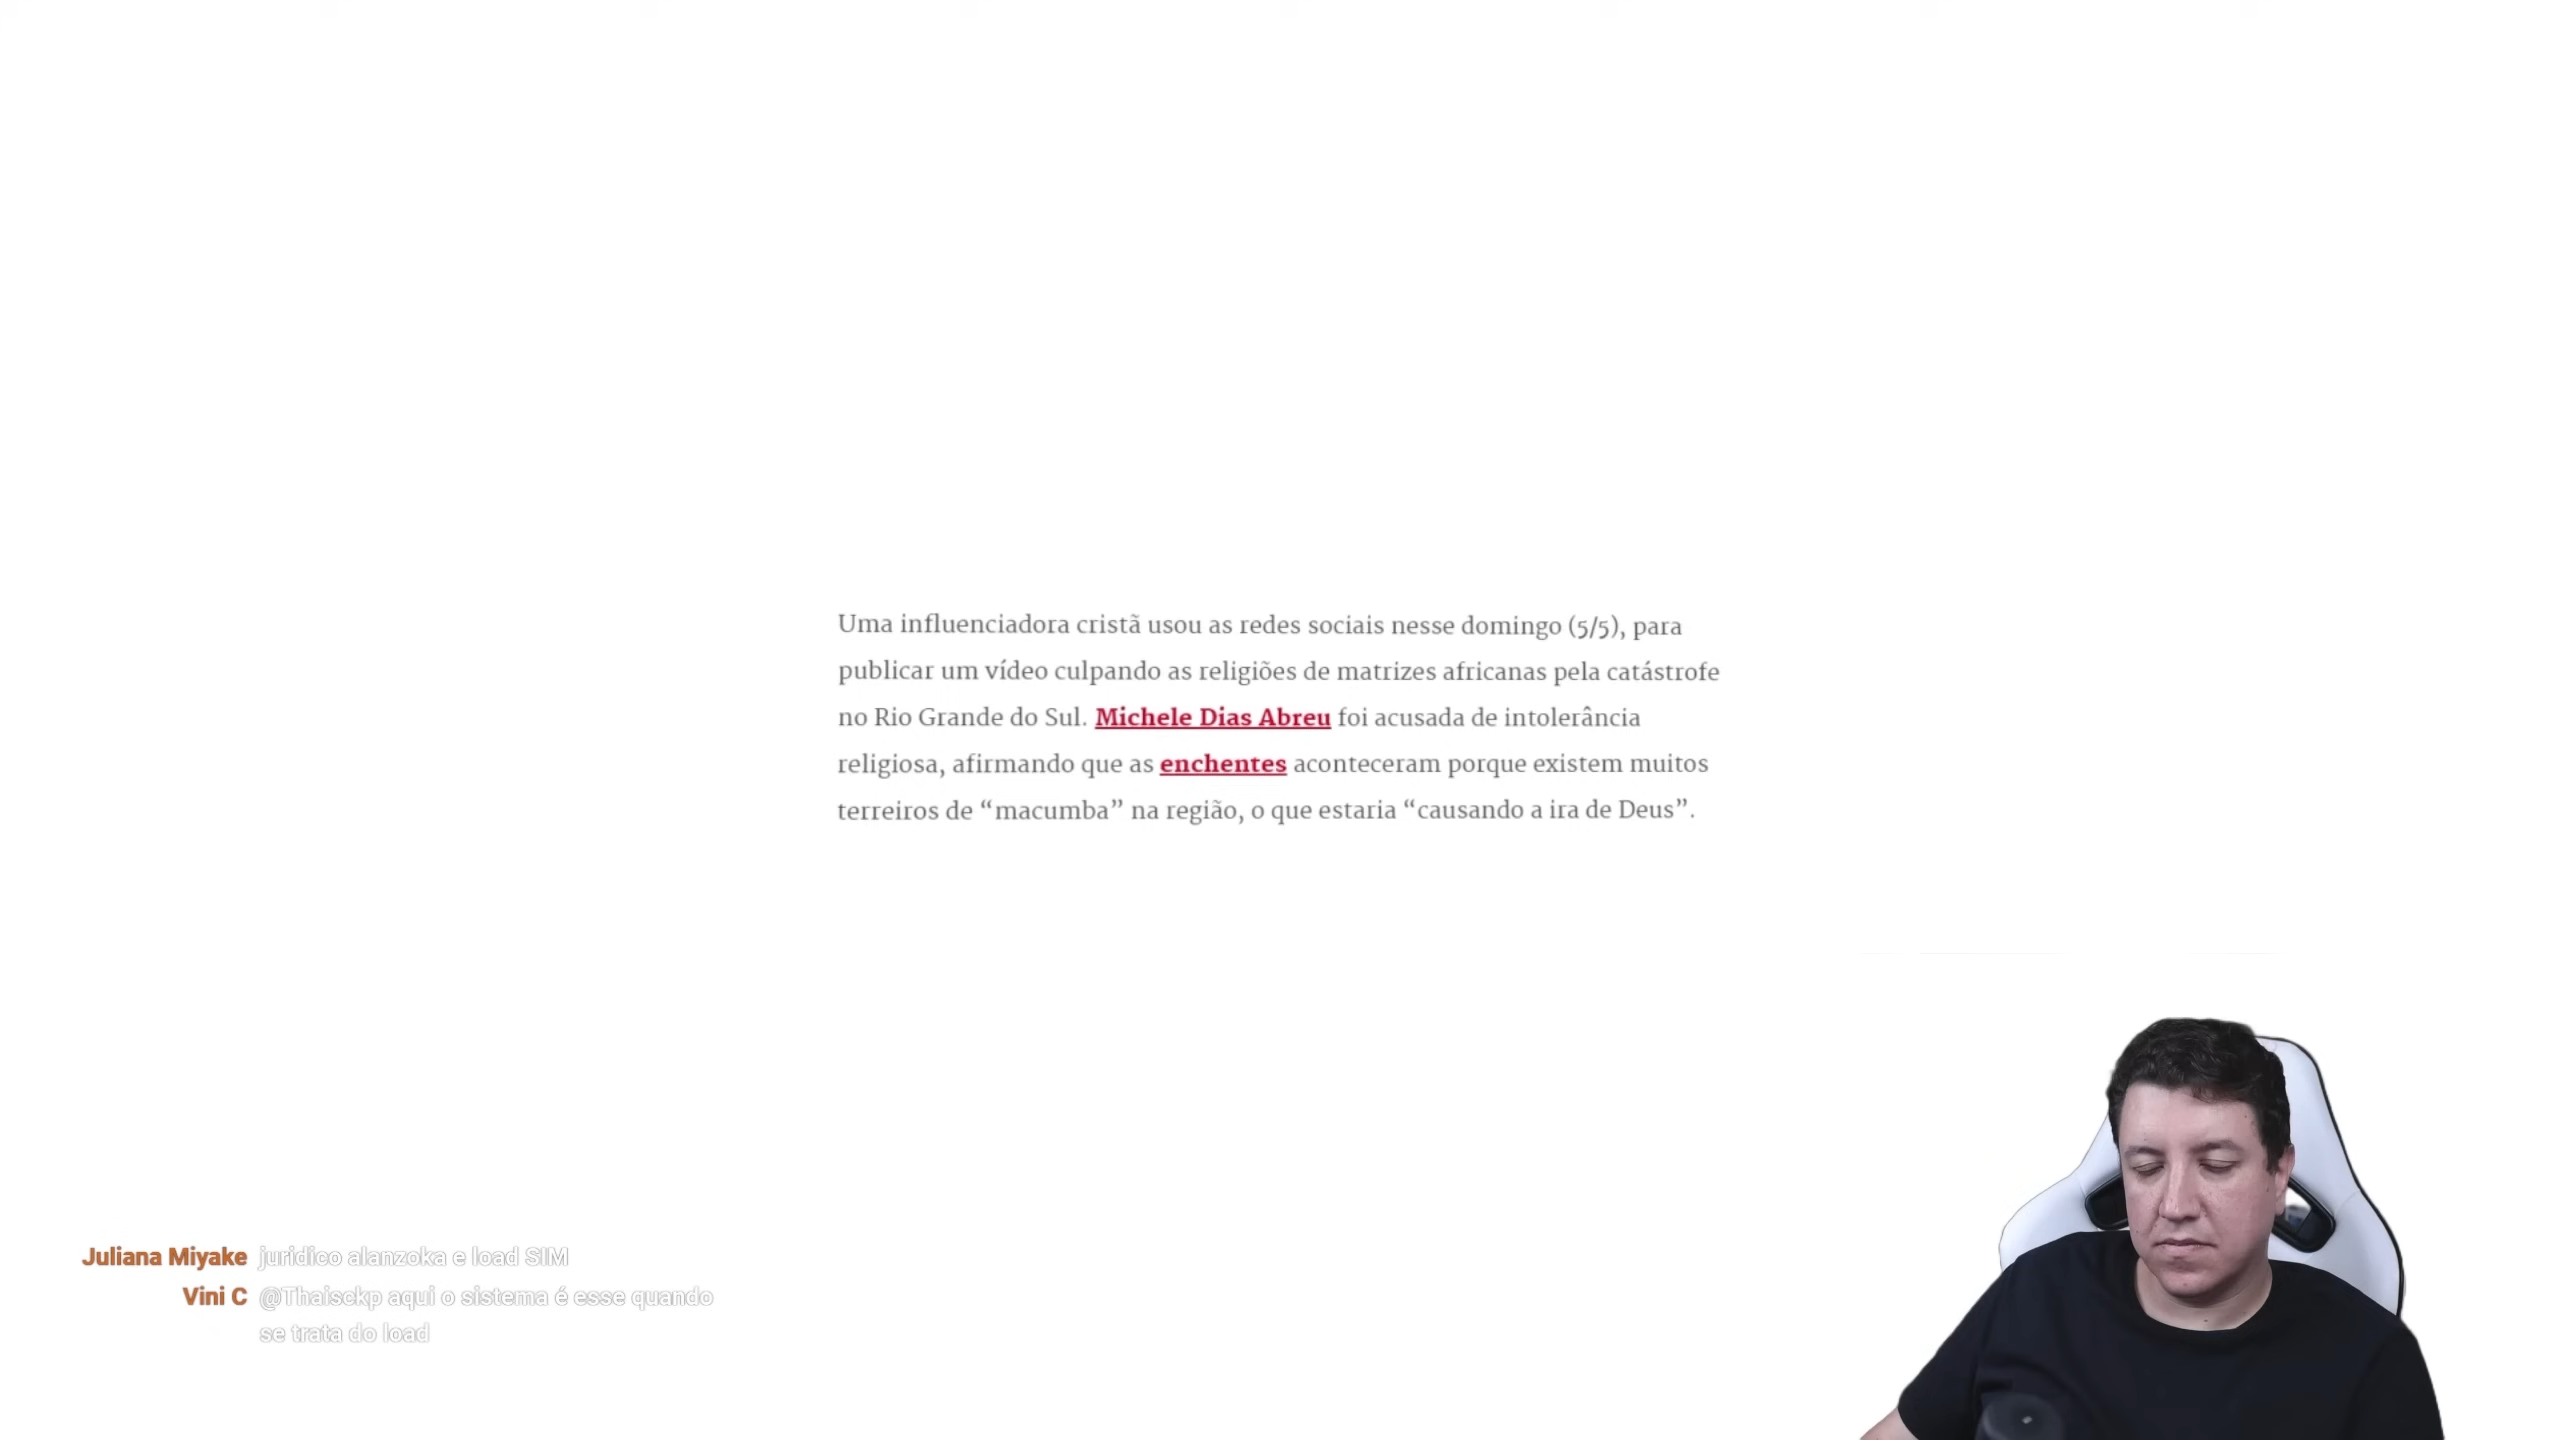 Uma influenciadora cristã usou as redes sociais nesse domingo (5/5), para
publicar um vídeo culpando as religiões de matrizes africanas pela catástrofe
no Rio Grande do Sul. Michele Dias Abreu foi acusada de intolerância
religiosa, afirmando que as enchentes aconteceram porque existem muitos
terreiros de “macumba” na região, o que estaria “causando a ira de Deus”.
Juliana Miyake juridico alanzoka e load SIM
Vini C @Thaisckp aqui o sistema é esse quando
se trata do load